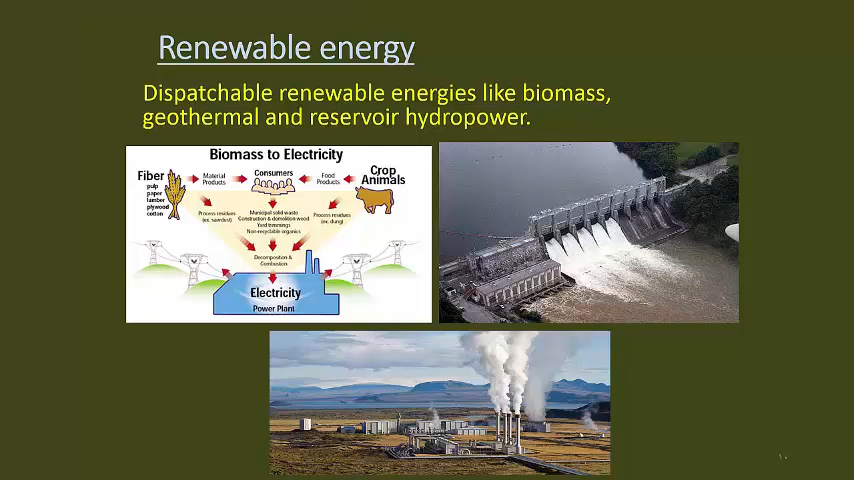 Renewable energy
Dispatchable renewable energies like biomass,
geothermal and reservoir hydropower.
Biomass to Electricity
Fiber
pulp
paper
lumber
plywood
cotton
Material
Products
Consumers
Food
Products
Crop
Animals
Process residues
(ex. sawdust)
Municipal solid waste
Construction & demolition wood
Yard trimmings
Non-recyclable organics
Process residues
(ex. dung)
Decomposition &
Combustion
Electricity
Power Plant